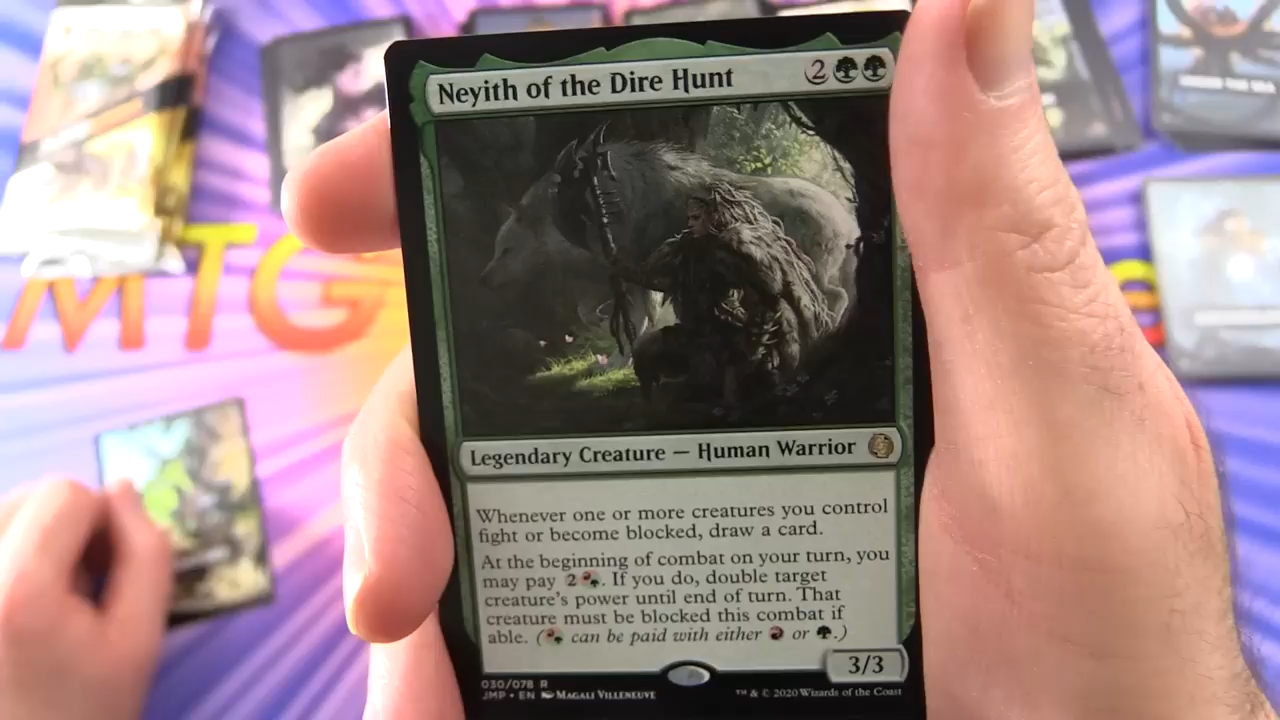 Neyith of the Dire Hunt 2
MTG
Legendary Creature — Human Warrior
Whenever one or more creatures you control
fight or become blocked, draw a card.
At the beginning of combat on your turn, you
may pay 2 . If you do, double target
creature's power until end of turn. That
creature must be blocked this combat if
able. ( can be paid with either or .)
3/3
030/078 R
JMP • EN Magali Villeneuve
™ & © 2020 Wizards of the Coast